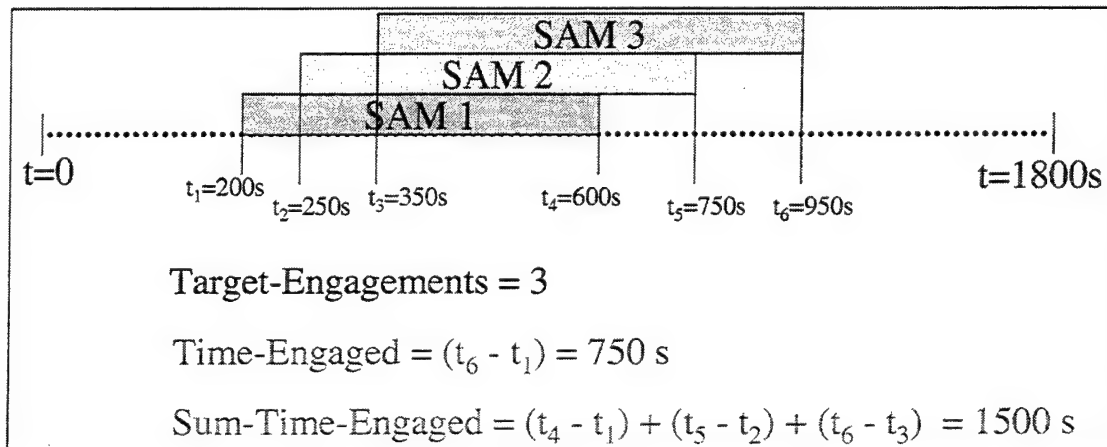 SAM 3
SAM 2
SAM 1
t=0
t=1800s
t₁=200s
t₂=250s
t₃=350s
t₄=600s
t₅=750s
t₆=950s
Target-Engagements = 3
Time-Engaged = (t₆ - t₁) = 750 s
Sum-Time-Engaged = (t₄ - t₁) + (t₅ - t₂) + (t₆ - t₃) = 1500 s